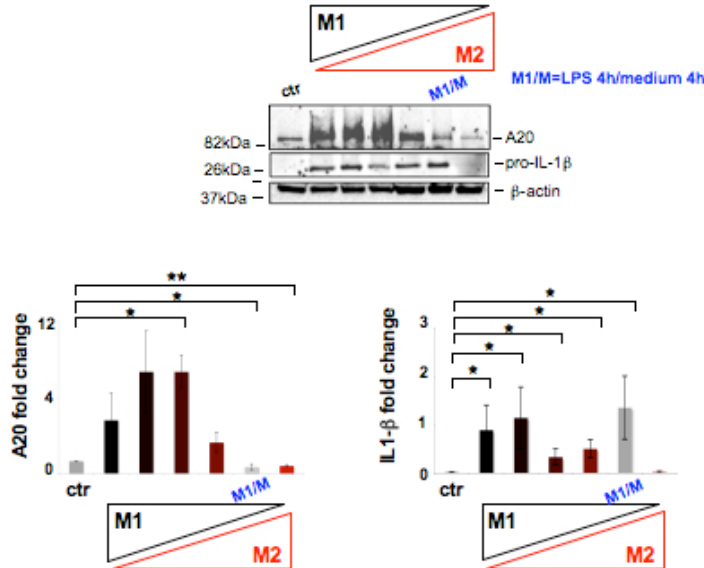 M1
M2
ctr
M1/M
M1/M=LPS 4h/medium 4h
82kDa
A20
26kDa
pro-IL-1β
37kDa
β-actin
**
*
*
A20 fold change
12
4
0
ctr
M1/M
M1
M2
*
*
*
*
*
IL1-β fold change
3
2
1
0
ctr
M1/M
M1
M2